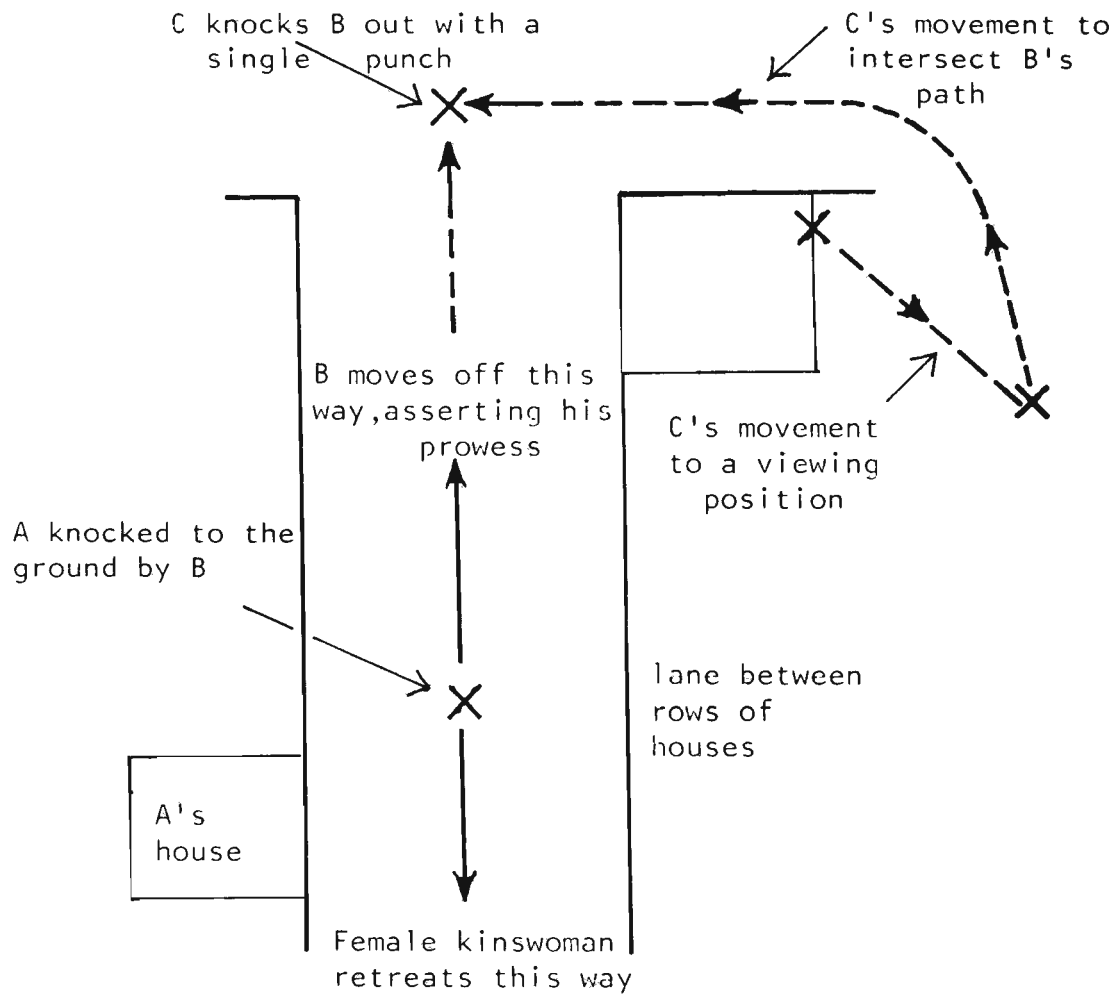 C knocks B out with a
single punch
C's movement to
intersect B's
path
B moves off this
way,asserting his
prowess
C's movement
to a viewing
position
A knocked to the
ground by B
lane between
rows of
houses
A's
house
Female kinswoman
retreats this way